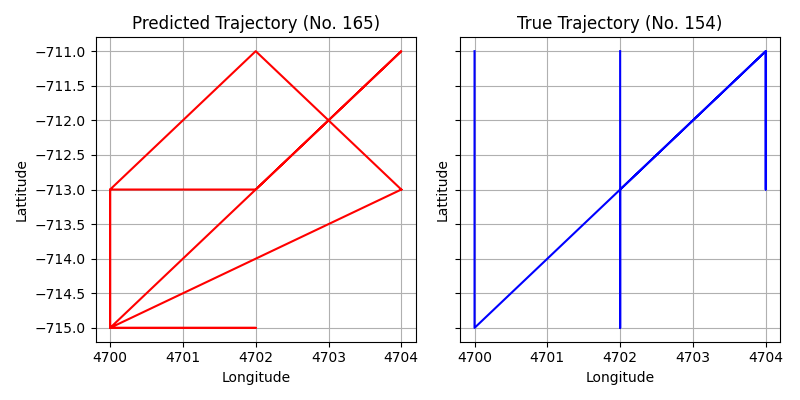 Predicted Trajectory (No. 165)
True Trajectory (No. 154)
−711.0
−711.5
−712.0
−712.5
−713.0
−713.5
−714.0
−714.5
−715.0
Lattitude
Lattitude
4700 4701 4702 4703 4704
4700 4701 4702 4703 4704
Longitude
Longitude